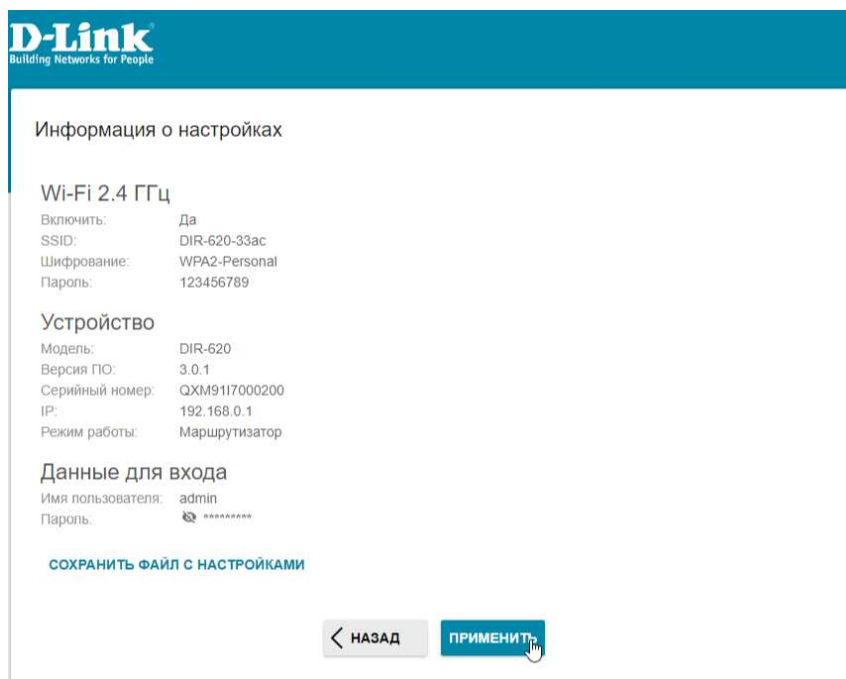 D-Link
Building Networks for People
Информация о настройках
Wi-Fi 2.4 ГГц
Включить: Да
SSID: DIR-620-33ac
Шифрование: WPA2-Personal
Пароль: 123456789
Устройство
Модель: DIR-620
Версия ПО: 3.0.1
Серийный номер: QXM91I7000200
IP: 192.168.0.1
Режим работы: Маршрутизатор
Данные для входа
Имя пользователя: admin
Пароль: *********
СОХРАНИТЬ ФАЙЛ С НАСТРОЙКАМИ
НАЗАД ПРИМЕНИТЬ